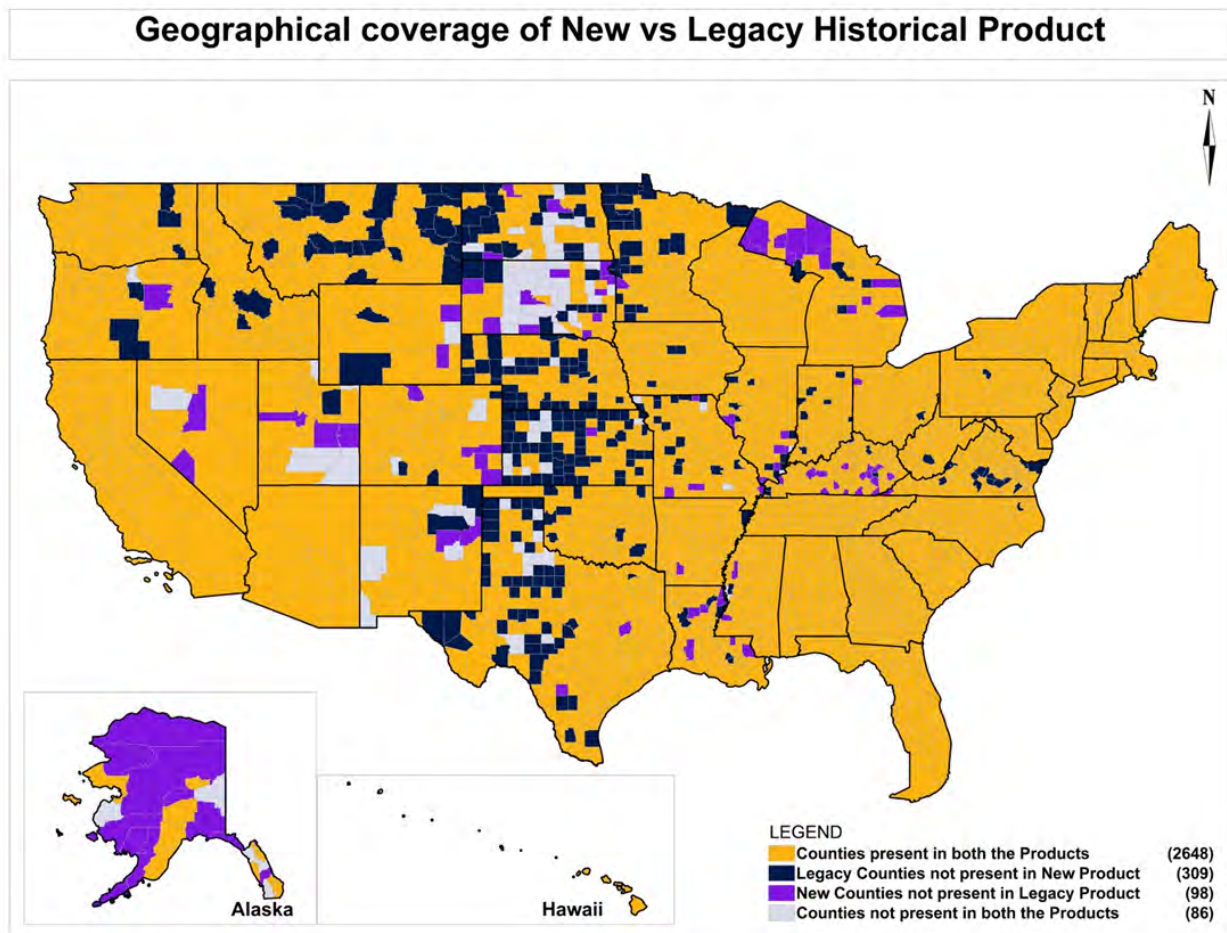 Geographical coverage of New vs Legacy Historical Product
N
Alaska
Hawaii
LEGEND
Counties present in both the Products (2648)
Legacy Counties not present in New Product (309)
New Counties not present in Legacy Product (98)
Counties not present in both the Products (86)